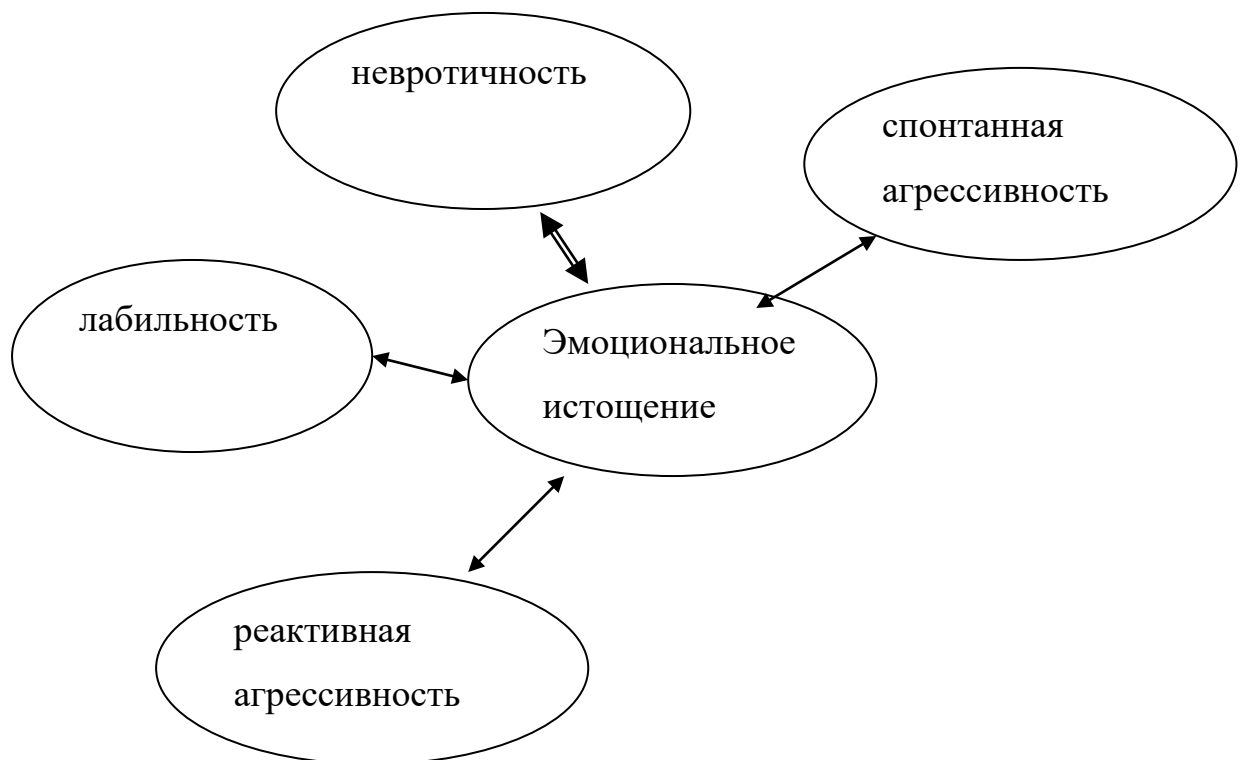 невротичность
спонтанная
агрессивность
лабильность
Эмоциональное
истощение
реактивная
агрессивность